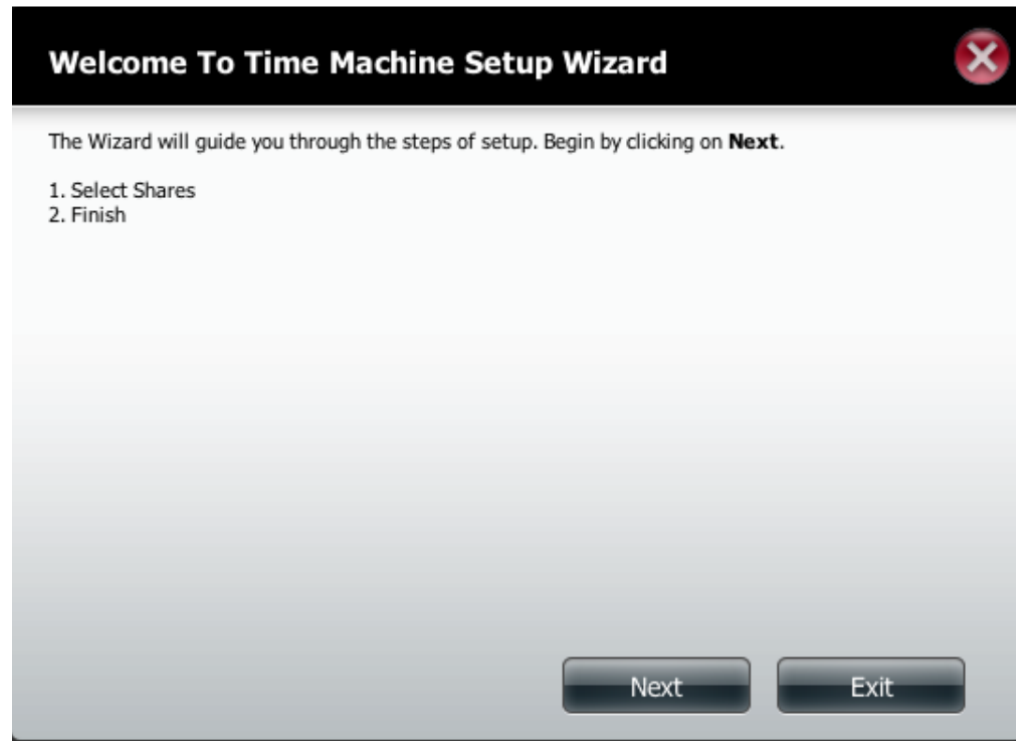 Welcome To Time Machine Setup Wizard
The Wizard will guide you through the steps of setup. Begin by clicking on Next.
1. Select Shares
2. Finish
Next
Exit